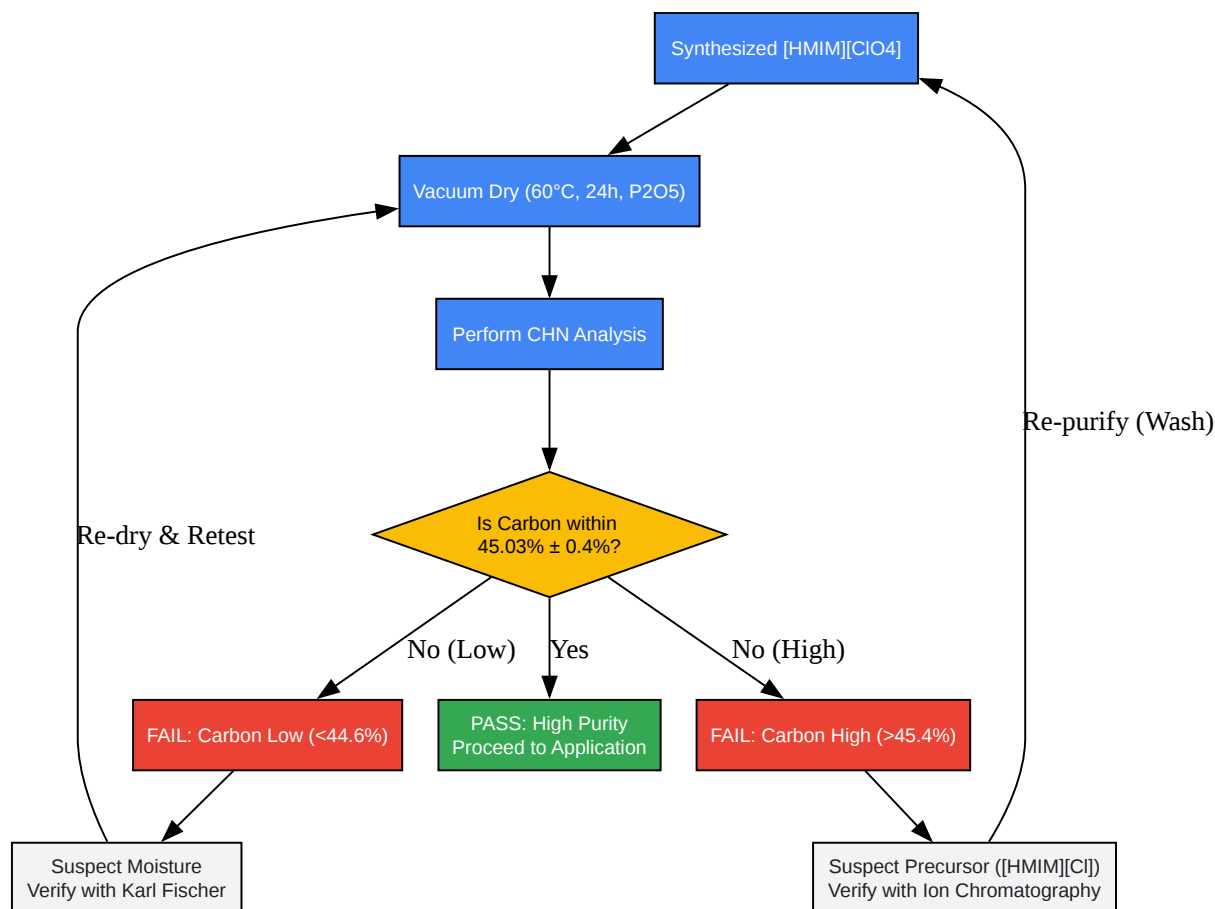 Synthesized [HMIM][ClO4]
Vacuum Dry (60°C, 24h, P2O5)
Perform CHN Analysis
Re-purify (Wash)
Is Carbon within
45.03% ± 0.4%?
Re-dry & Retest
No (Low)
Yes
No (High)
FAIL: Carbon Low (<44.6%)
PASS: High Purity
Proceed to Application
FAIL: Carbon High (>45.4%)
Suspect Moisture
Verify with Karl Fischer
Suspect Precursor ([HMIM][Cl])
Verify with Ion Chromatography